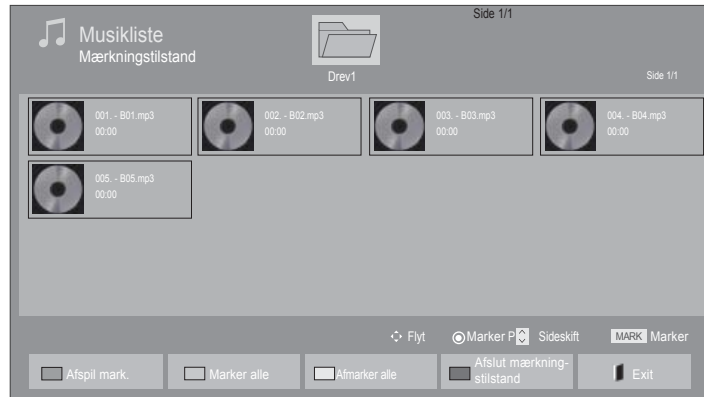 Side 1/1
Musikliste
Mærkningstilstand
Drev1
Side 1/1
001. - B01.mp3
00:00
002. - B02.mp3
00:00
003. - B03.mp3
00:00
004. - B04.mp3
00:00
005. - B05.mp3
00:00
Flyt
Marker P
Sideskift
MARK Marker
Afspil mark.
Marker alle
Afmarker alle
Afslut mærknings-
tilstand
Exit